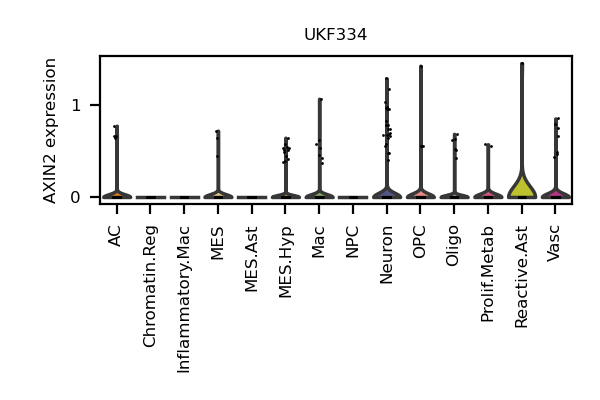 UKF334
AXIN2 expression
1
0
AC
Chromatin.Reg
Inflammatory.Mac
MES
MES.Ast
MES.Hyp
Mac
NPC
Neuron
OPC
Oligo
Prolif.Metab
Reactive.Ast
Vasc